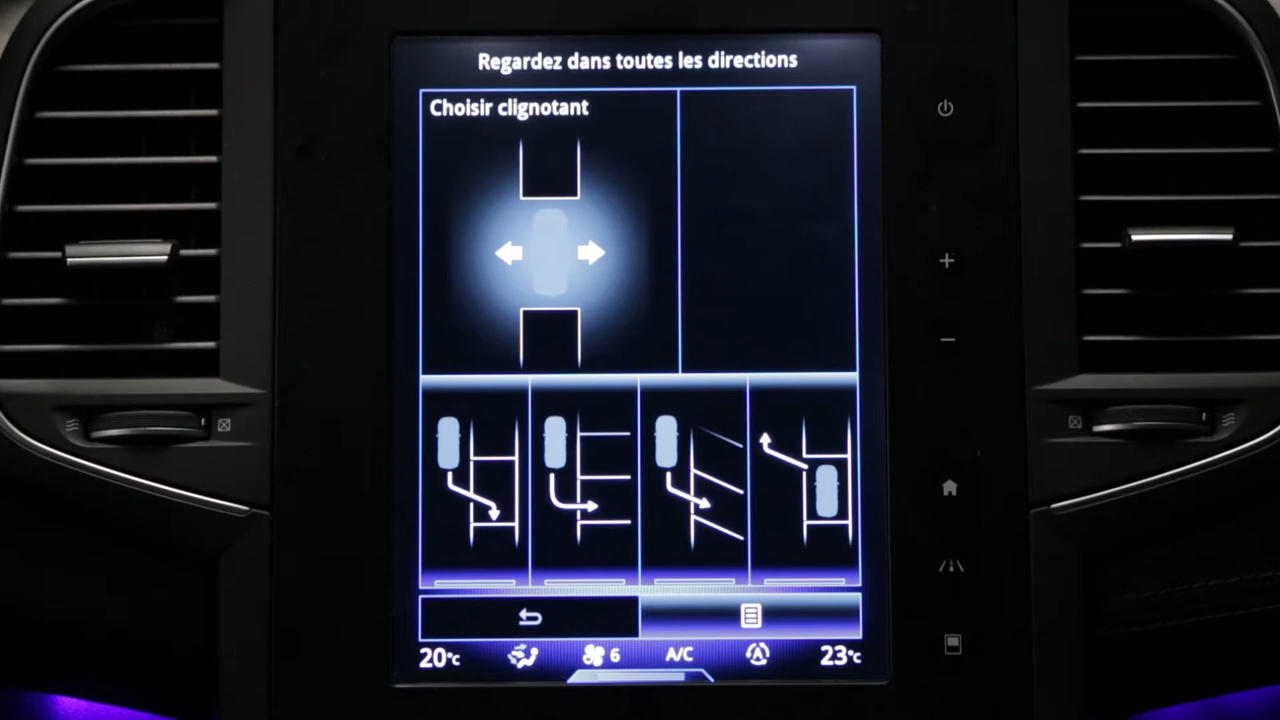 Regardez dans toutes les directions
Choisir clignotant
20°C
6
A/C
A
23°C